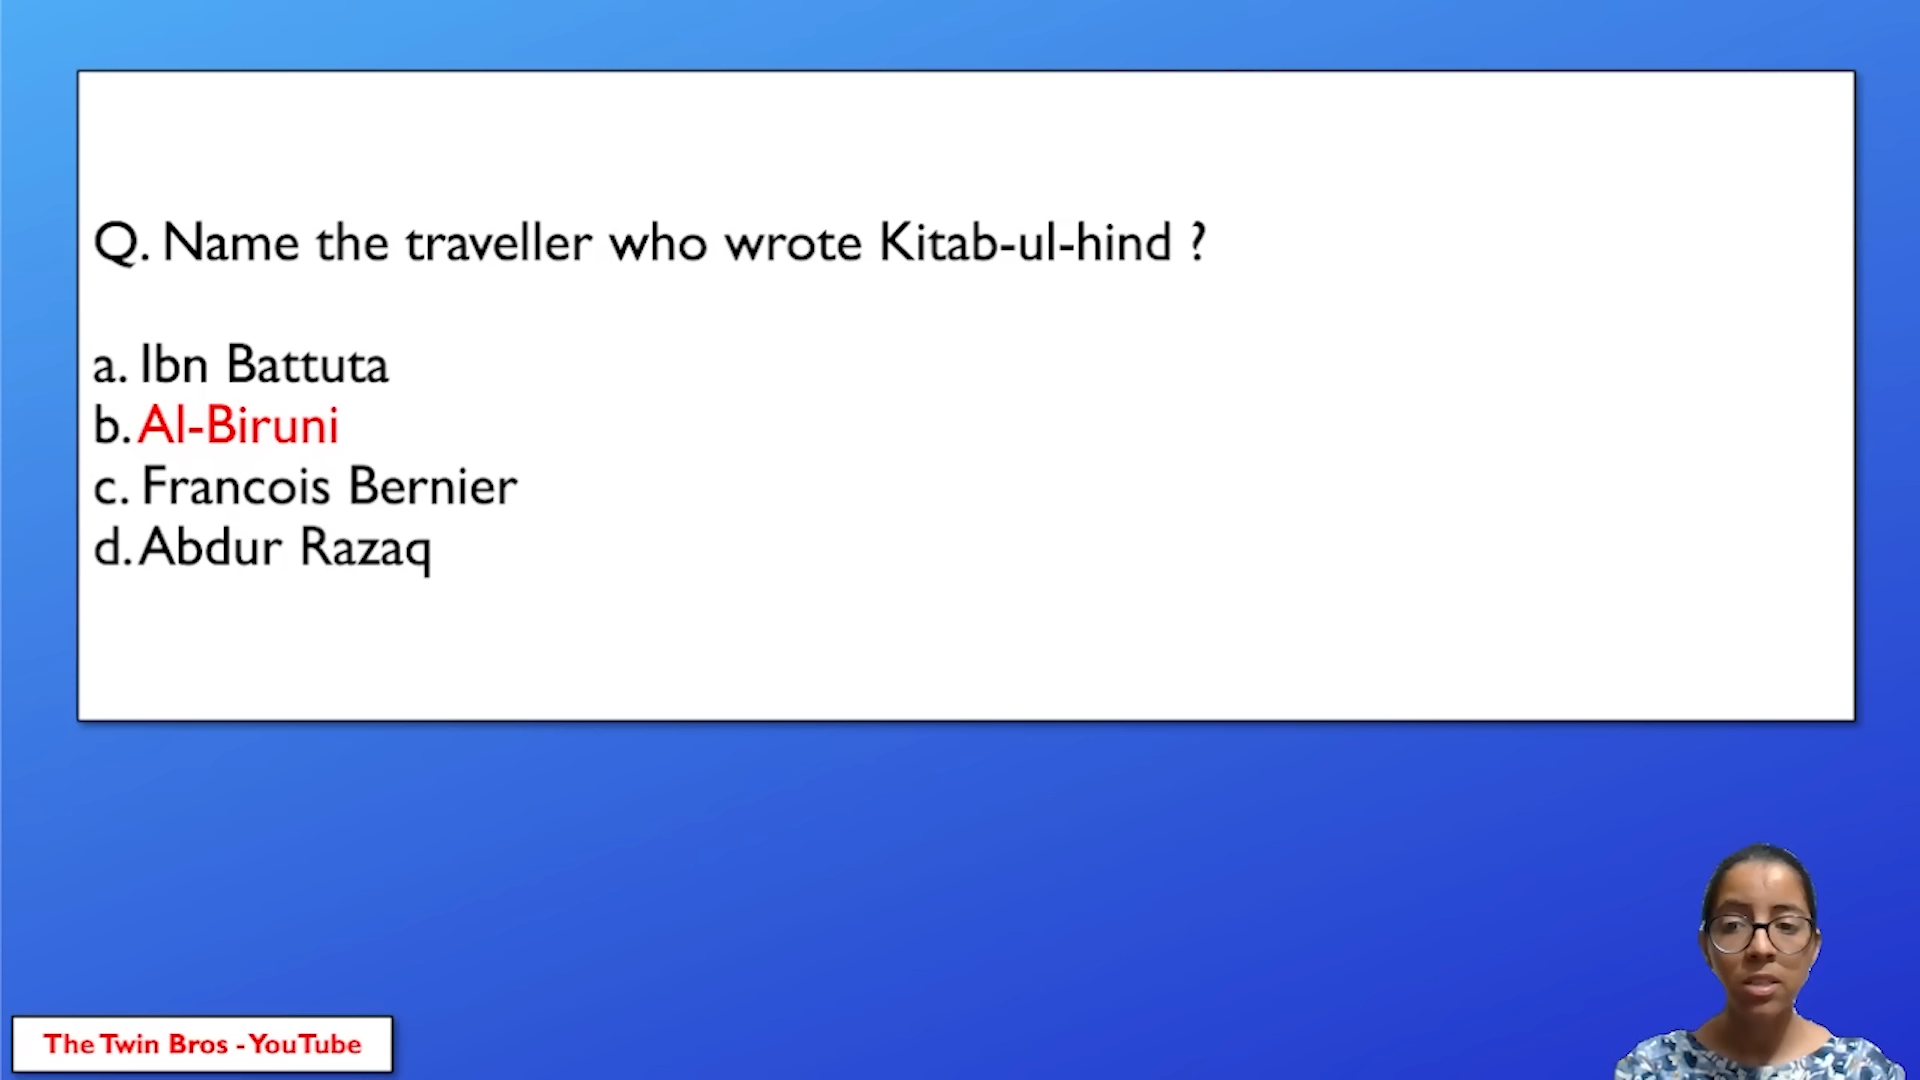 Q. Name the traveller who wrote Kitab-ul-hind ?
a. Ibn Battuta
b. Al-Biruni
c. Francois Bernier
d. Abdur Razaq
The Twin Bros - YouTube